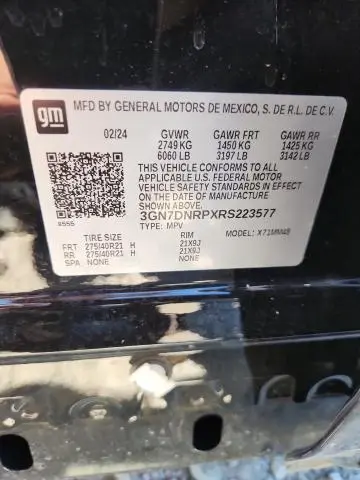 gm
MFD BY GENERAL MOTORS DE MEXICO, S. DE R.L. DE C.V.
02/24 GVWR GAWR FRT GAWR RR
2749 KG 1450 KG 1425 KG
6060 LB 3197 LB 3142 LB
THIS VEHICLE CONFORMS TO ALL
APPLICABLE U.S. FEDERAL MOTOR
VEHICLE SAFETY STANDARDS IN EFFECT
ON THE DATE OF MANUFACTURE
SHOWN ABOVE.
3GN7DNRPXRS223577
TYPE: MPV MODEL:
TIRE SIZE RIM
FRT 275/40R21 H 21X9J
RR 275/40R21 H 21X9J
SPA NONE NONE